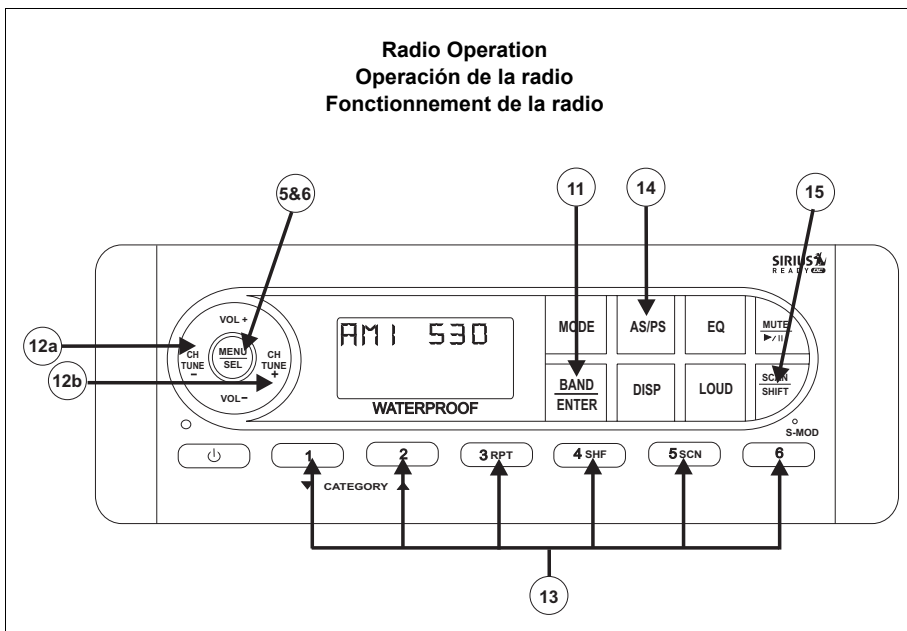 Radio Operation
Operación de la radio
Fonctionnement de la radio
5&6
11
14
15
12a
12b
SIRIUS
READY SC
VOL +
CH
TUNE
–
MENU
SEL
CH
TUNE
+
VOL–
AM1 530
WATERPROOF
MODE
AS/PS
EQ
MUTE
▶/II
BAND
ENTER
DISP
LOUD
SCAN
SHIFT
S-MOD
1
2
3 RPT
4 SHF
5 SCN
6
▼ CATEGORY ▲
13